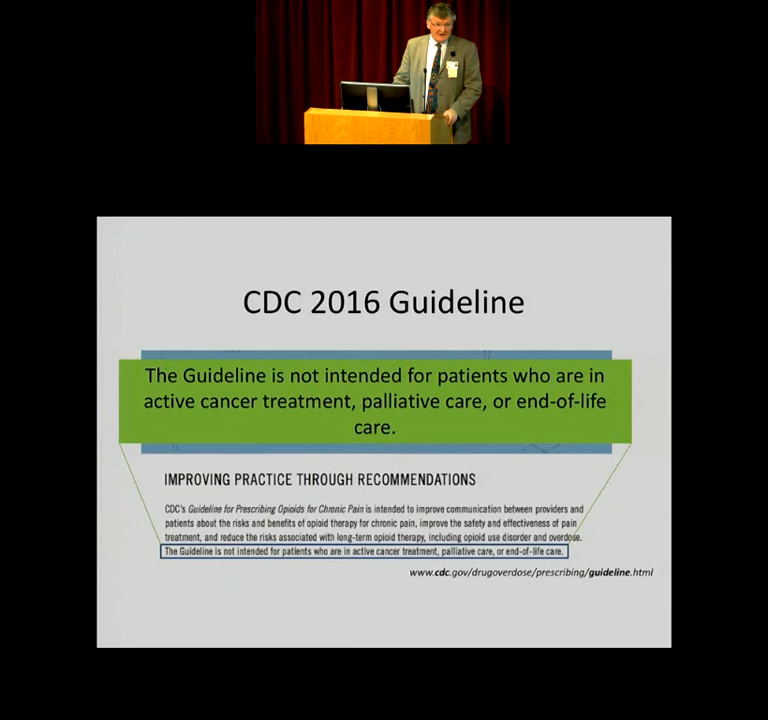 CDC 2016 Guideline
The Guideline is not intended for patients who are in
active cancer treatment, palliative care, or end-of-life
care.
IMPROVING PRACTICE THROUGH RECOMMENDATIONS
CDC's Guideline for Prescribing Opioids for Chronic Pain is intended to improve communication between providers and
patients about the risks and benefits of opioid therapy for chronic pain, improve the safety and effectiveness of pain
treatment, and reduce the risks associated with long-term opioid therapy, including opioid use disorder and overdose.
The Guideline is not intended for patients who are in active cancer treatment, palliative care, or end-of-life care.
www.cdc.gov/drugoverdose/prescribing/guideline.html